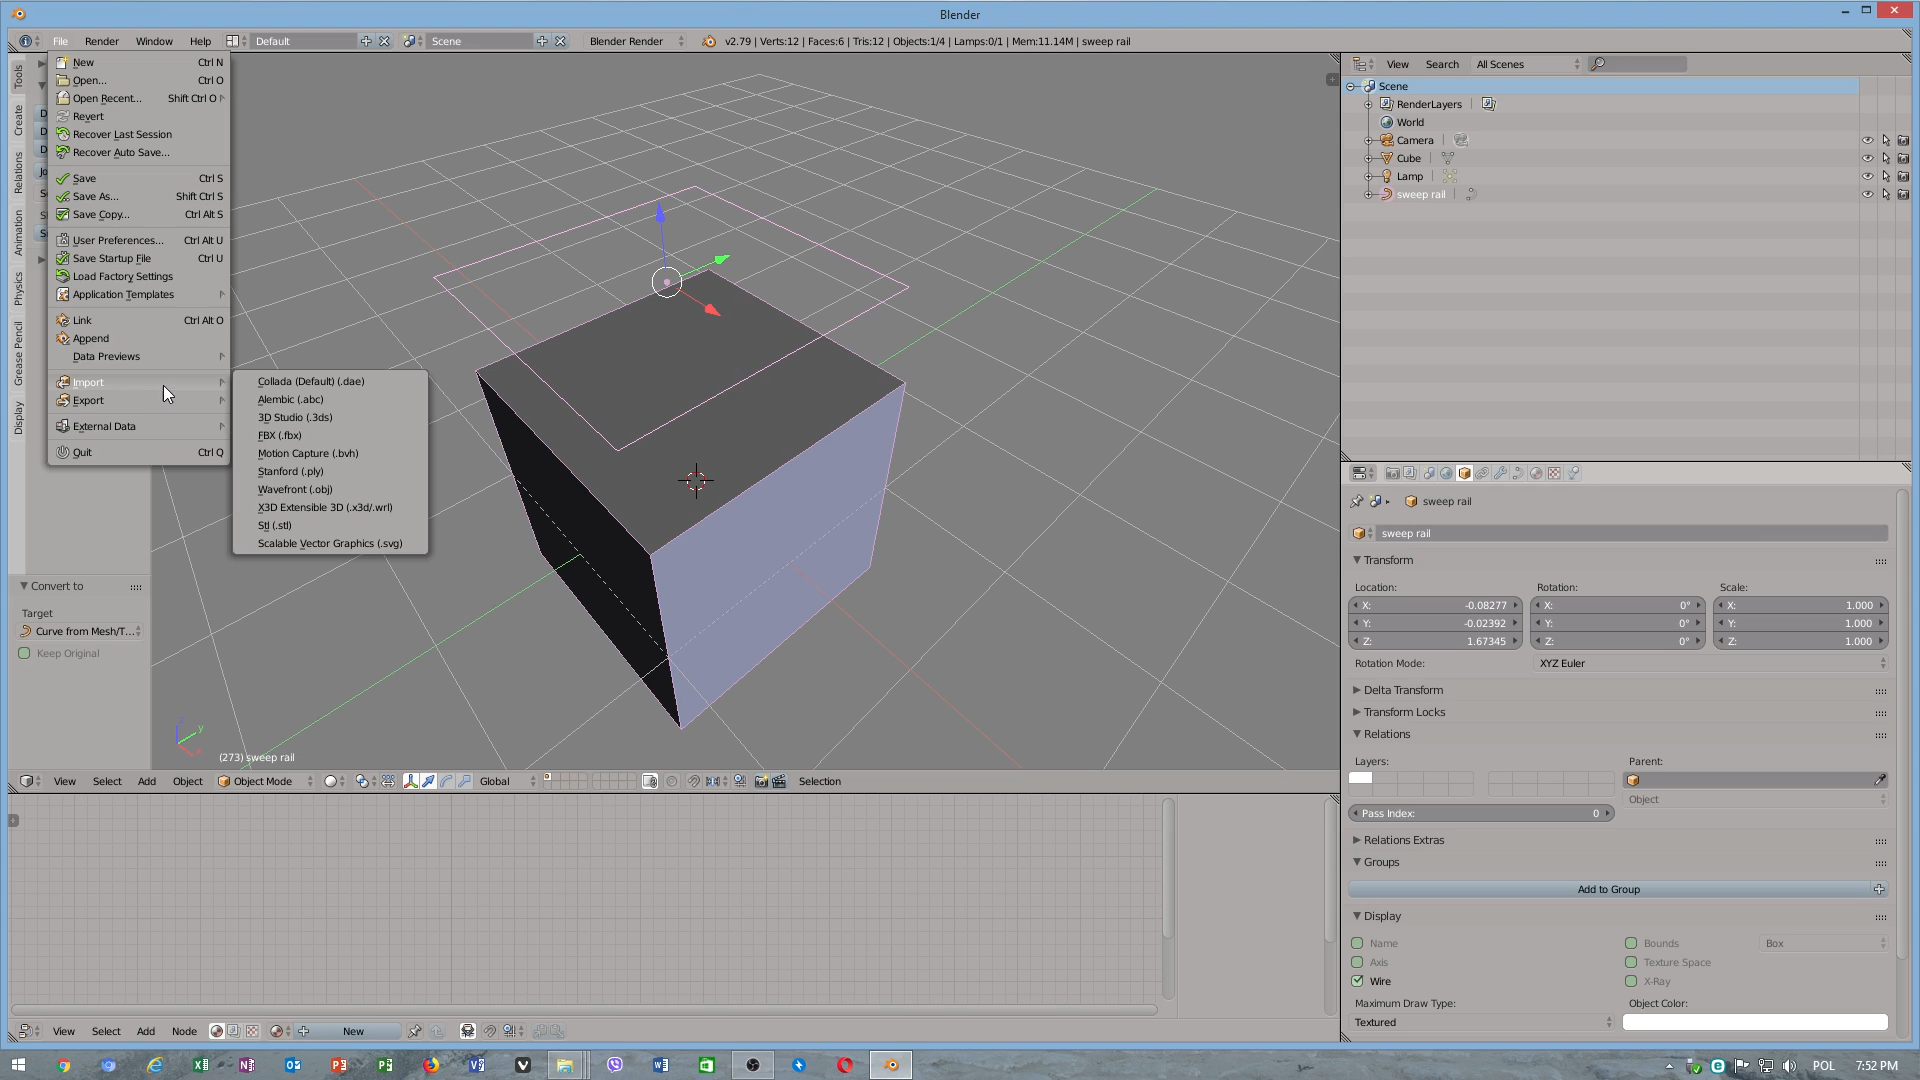 Blender
File Render Window Help Default Scene Blender Render v2.79 | Verts:12 | Faces:6 | Tris:12 | Objects:1/4 | Lamps:0/1 | Mem:11.14M | sweep rail
New Ctrl N
Open... Ctrl O
Open Recent... Shift Ctrl O
Revert
Recover Last Session
Recover Auto Save...
Save Ctrl S
Save As... Shift Ctrl S
Save Copy... Ctrl Alt S
User Preferences... Ctrl Alt U
Save Startup File Ctrl U
Load Factory Settings
Application Templates
Link Ctrl Alt O
Append
Data Previews
Import
Export
External Data
Quit Ctrl Q
Collada (Default) (.dae)
Alembic (.abc)
3D Studio (.3ds)
FBX (.fbx)
Motion Capture (.bvh)
Stanford (.ply)
Wavefront (.obj)
X3D Extensible 3D (.x3d/.wrl)
Stl (.stl)
Scalable Vector Graphics (.svg)
Tools
Create
Relations
Animation
Physics
Grease Pencil
Display
Convert to
Target
Curve from Mesh/T...
Keep Original
z
y
x
(273) sweep rail
View Select Add Object Object Mode Global Selection
View Select Add Node New
View Search All Scenes
Scene
RenderLayers |
World
Camera |
Cube |
Lamp |
sweep rail |
sweep rail
sweep rail
Transform
Location: Rotation: Scale:
X: -0.08277 X: 0° X: 1.000
Y: -0.02392 Y: 0° Y: 1.000
Z: 1.67345 Z: 0° Z: 1.000
Rotation Mode: XYZ Euler
Delta Transform
Transform Locks
Relations
Layers: Parent:
Object
Pass Index: 0
Relations Extras
Groups
Add to Group
Display
Name Bounds Box
Axis Texture Space
Wire X-Ray
Maximum Draw Type: Object Color:
Textured
POL 7:52 PM